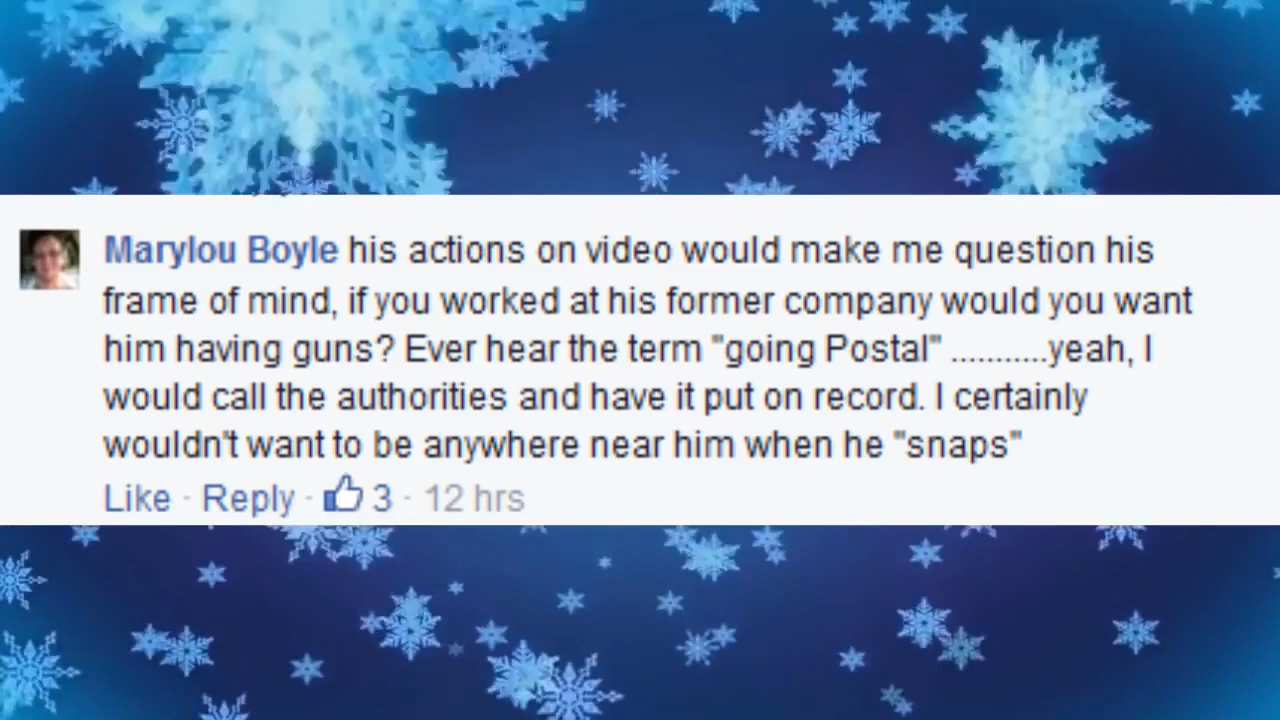 Marylou Boyle his actions on video would make me question his
frame of mind, if you worked at his former company would you want
him having guns? Ever hear the term "going Postal" ...........yeah, I
would call the authorities and have it put on record. I certainly
wouldn't want to be anywhere near him when he "snaps"
Like · Reply · 3 · 12 hrs